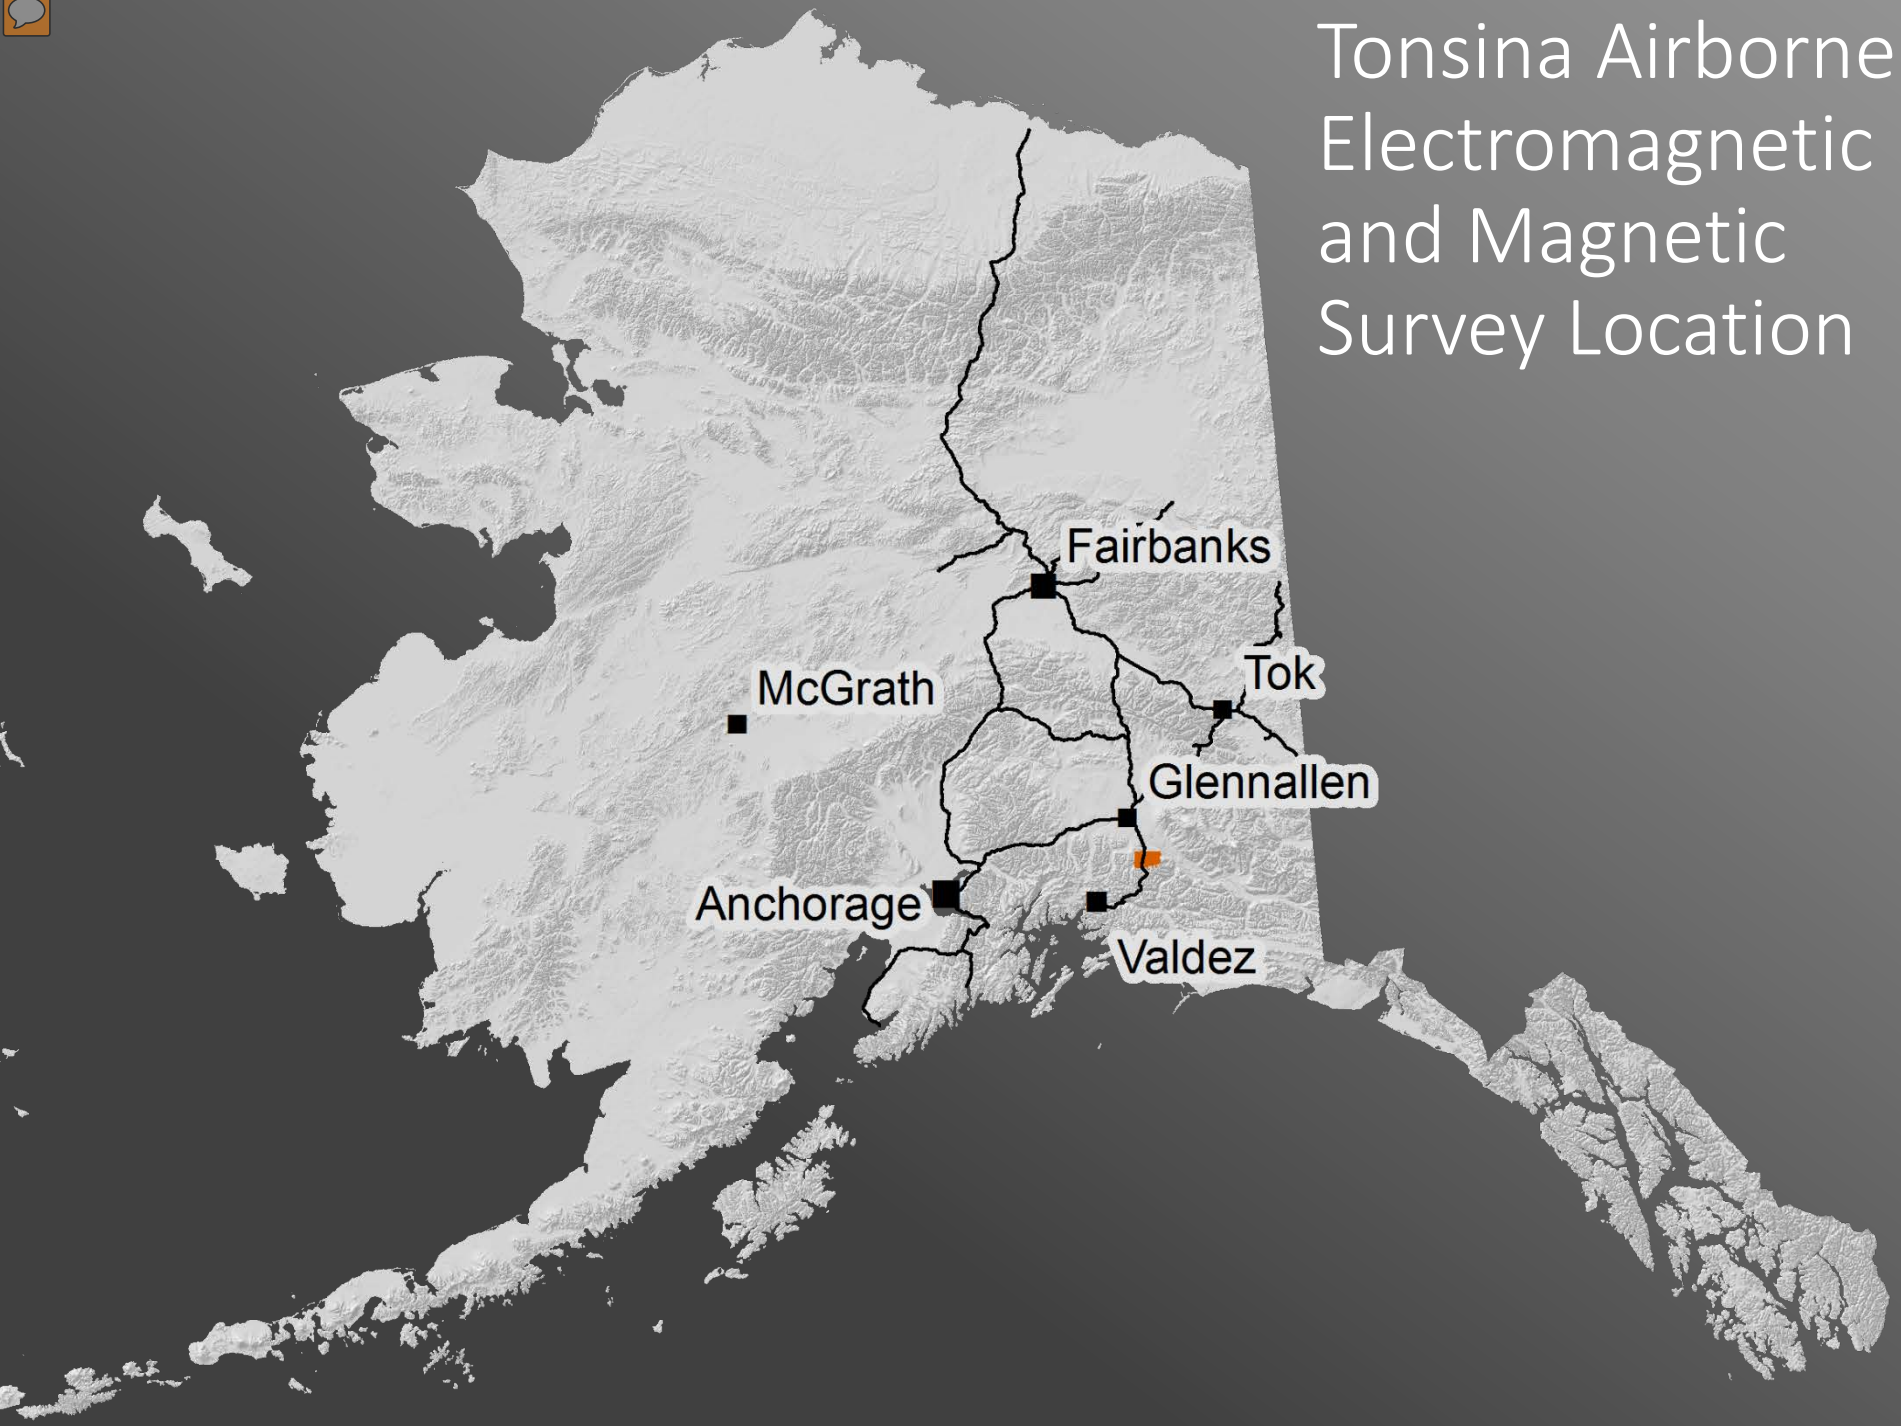 Tonsina Airborne
Electromagnetic
and Magnetic
Survey Location
Fairbanks
Tok
McGrath
Glennallen
Anchorage
Valdez